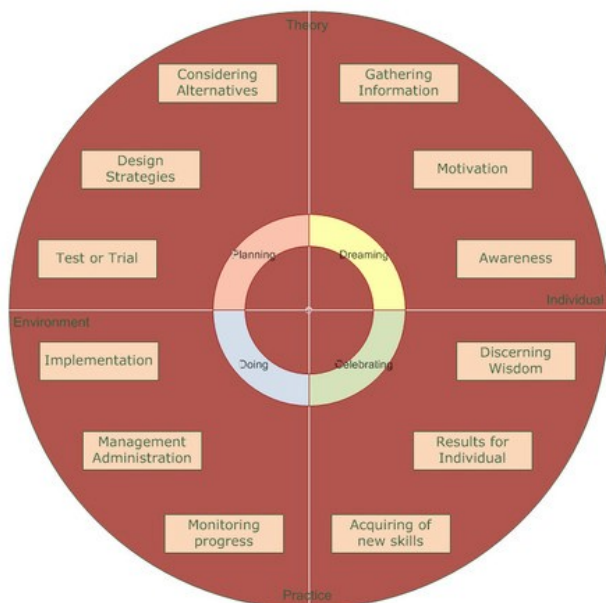 Theory
Considering
Alternatives
Gathering
Information
Design
Strategies
Motivation
Planning
Dreaming
Test or Trial
Awareness
Individual
Environment
Implementation
Doing
Celebrating
Discerning
Wisdom
Management
Administration
Results for
Individual
Monitoring
progress
Acquiring of
new skills
Practice